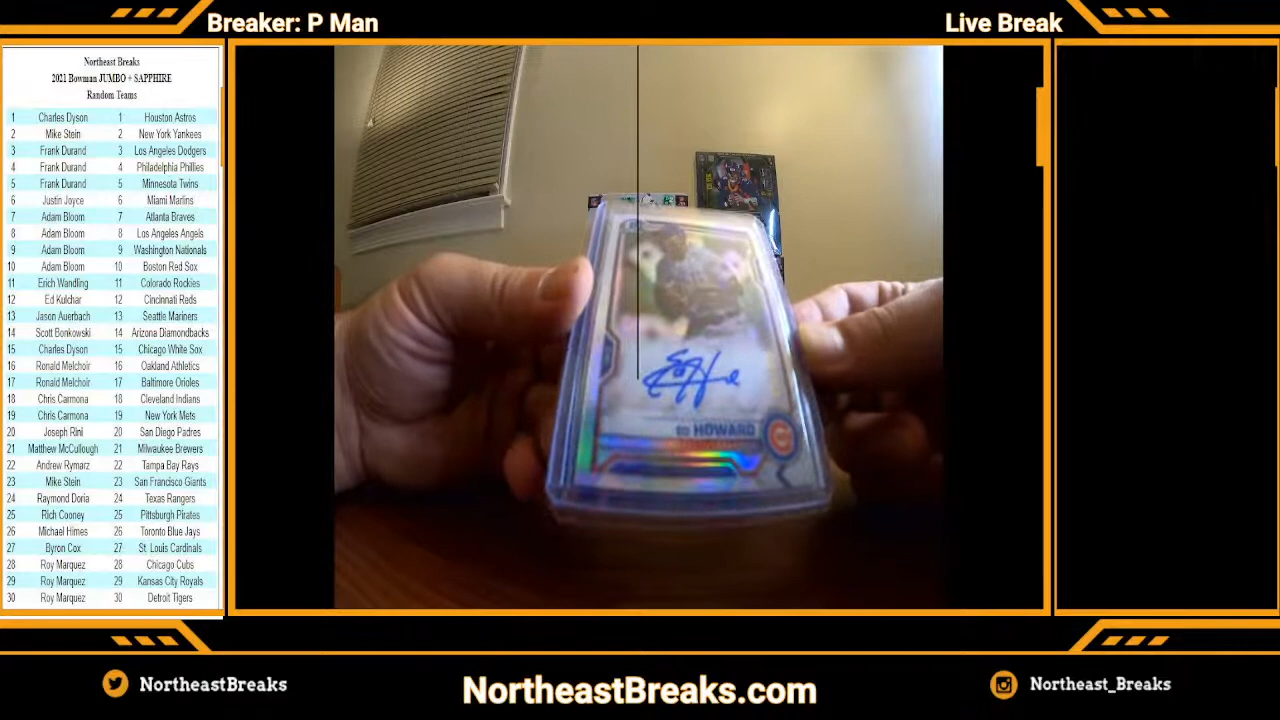 Breaker: P Man
Live Break
Northeast Breaks
2021 Bowman JUMBO + SAPPHIRE
Random Teams
1 Charles Dyson 1 Houston Astros
2 Mike Stein 2 New York Yankees
3 Frank Durand 3 Los Angeles Dodgers
4 Frank Durand 4 Philadelphia Phillies
5 Frank Durand 5 Minnesota Twins
6 Justin Joyce 6 Miami Marlins
7 Adam Bloom 7 Atlanta Braves
8 Adam Bloom 8 Los Angeles Angels
9 Adam Bloom 9 Washington Nationals
10 Adam Bloom 10 Boston Red Sox
11 Erich Wandling 11 Colorado Rockies
12 Ed Kulchar 12 Cincinnati Reds
13 Jason Auerbach 13 Seattle Mariners
14 Scott Bonkowski 14 Arizona Diamondbacks
15 Charles Dyson 15 Chicago White Sox
16 Ronald Melchoir 16 Oakland Athletics
17 Ronald Melchoir 17 Baltimore Orioles
18 Chris Carmona 18 Cleveland Indians
19 Chris Carmona 19 New York Mets
20 Joseph Rini 20 San Diego Padres
21 Matthew McCullough 21 Milwaukee Brewers
22 Andrew Rymarz 22 Tampa Bay Rays
23 Mike Stein 23 San Francisco Giants
24 Raymond Doria 24 Texas Rangers
25 Rich Cooney 25 Pittsburgh Pirates
26 Michael Himes 26 Toronto Blue Jays
27 Byron Cox 27 St. Louis Cardinals
28 Roy Marquez 28 Chicago Cubs
29 Roy Marquez 29 Kansas City Royals
30 Roy Marquez 30 Detroit Tigers
ED HOWARD
NortheastBreaks
NortheastBreaks.com
Northeast_Breaks